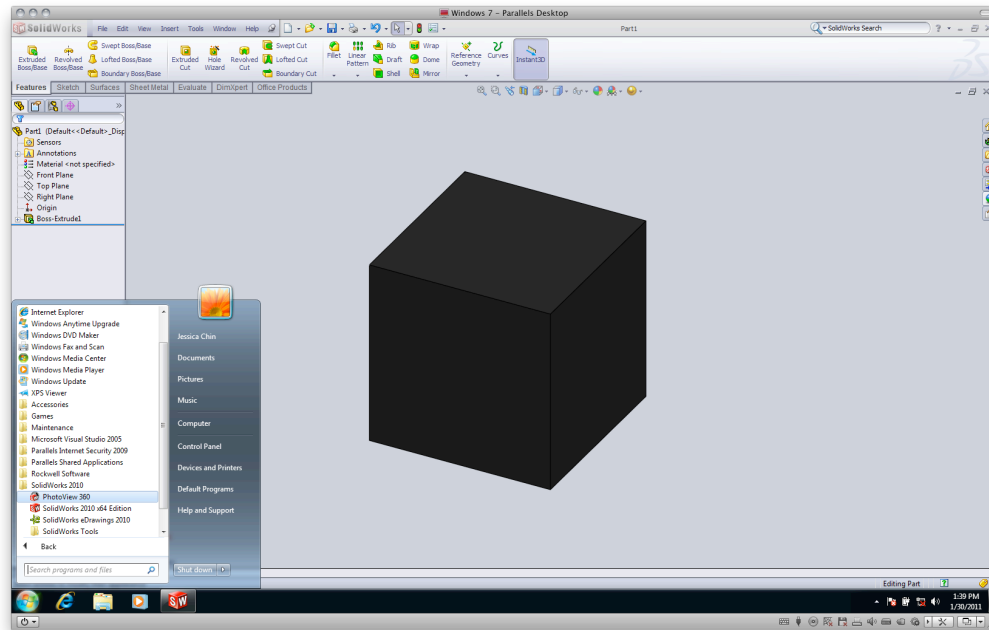 Windows 7 - Parallels Desktop
SolidWorks File Edit View Insert Tools Window Help Part1 SolidWorks Search
Extruded Boss/Base
Revolved Boss/Base
Swept Boss/Base
Lofted Boss/Base
Boundary Boss/Base
Extruded Cut
Hole Wizard
Revolved Cut
Swept Cut
Lofted Cut
Boundary Cut
Fillet
Linear Pattern
Rib
Draft
Shell
Wrap
Dome
Mirror
Reference Geometry
Curves
Instant3D
Features Sketch Surfaces Sheet Metal Evaluate DimXpert Office Products
Part1 (Default<<Default>_Disp
Sensors
Annotations
Material <not specified>
Front Plane
Top Plane
Right Plane
Origin
Boss-Extrude1
Internet Explorer
Windows Anytime Upgrade
Windows DVD Maker
Windows Fax and Scan
Windows Media Center
Windows Media Player
Windows Update
XPS Viewer
Accessories
Games
Maintenance
Microsoft Visual Studio 2005
Parallels Internet Security 2009
Parallels Shared Applications
Rockwell Software
SolidWorks 2010
PhotoView 360
SolidWorks 2010 x64 Edition
SolidWorks eDrawings 2010
SolidWorks Tools
Back
Search programs and files
Jessica Chin
Documents
Pictures
Music
Computer
Control Panel
Devices and Printers
Default Programs
Help and Support
Shut down
Editing Part
1:39 PM
1/30/2011